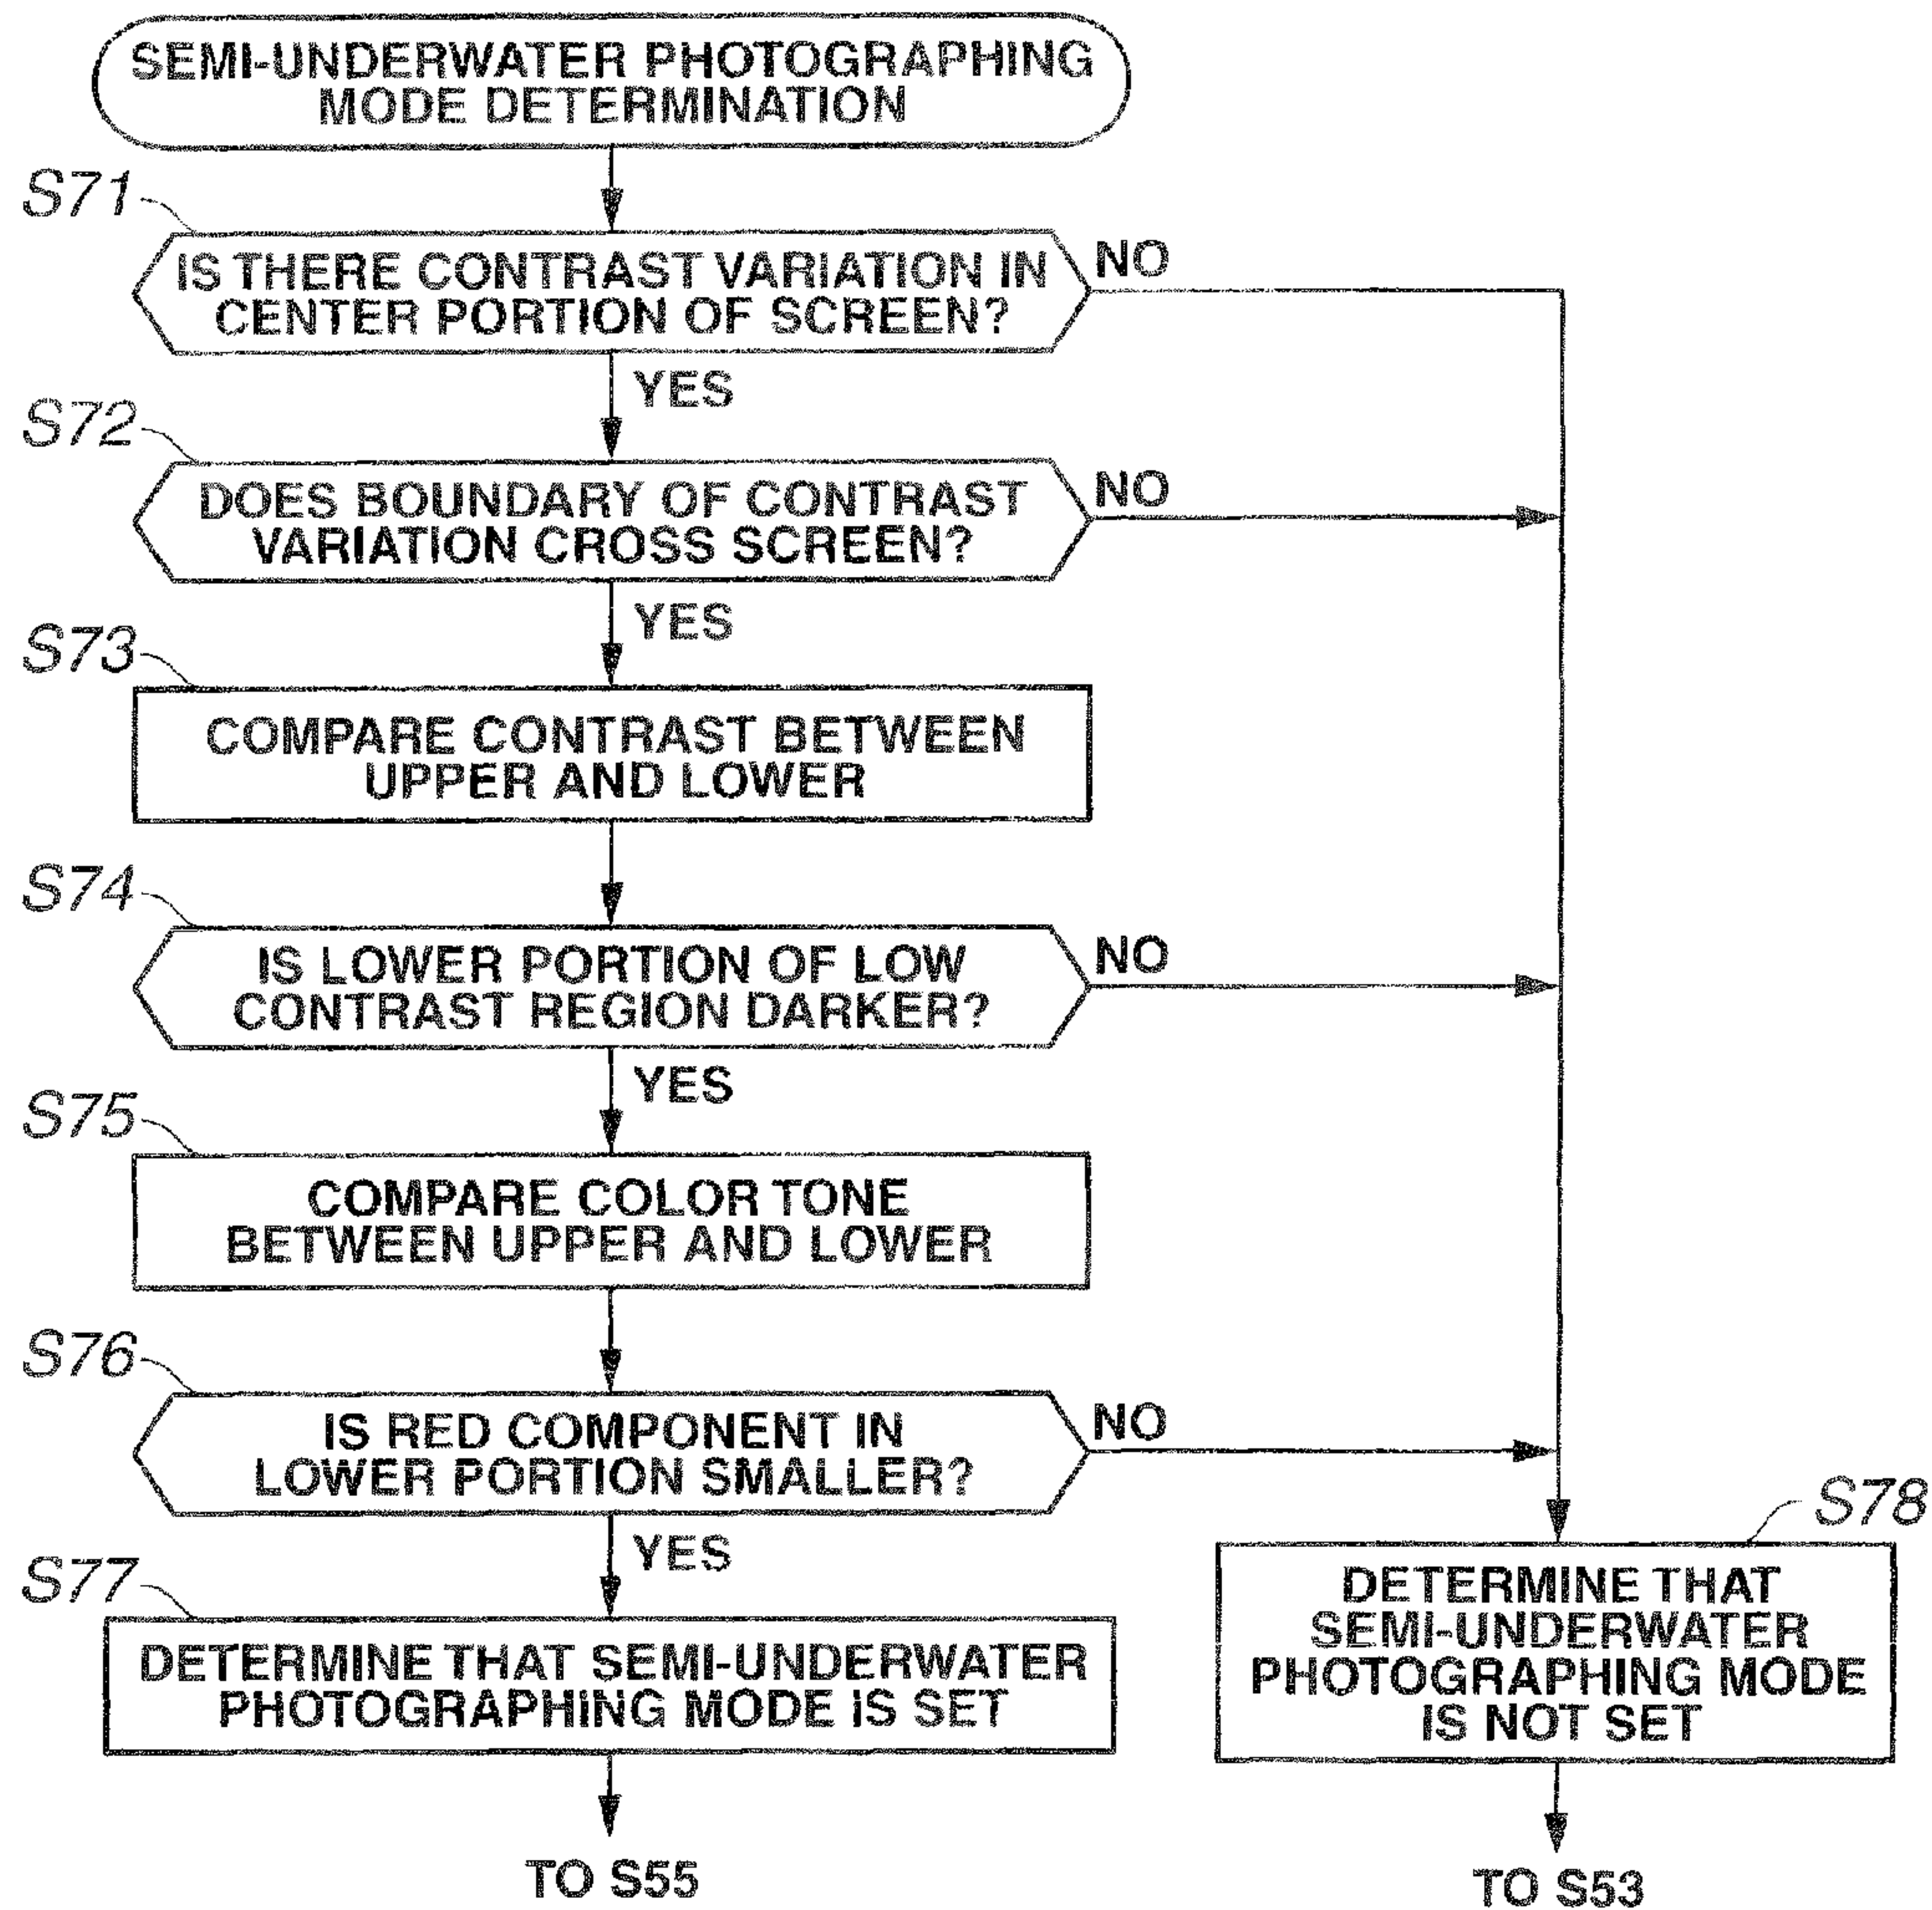 SEMI-UNDERWATER PHOTOGRAPHING
MODE DETERMINATION
S71
IS THERE CONTRAST VARIATION IN
CENTER PORTION OF SCREEN?
NO
YES
S72
DOES BOUNDARY OF CONTRAST
VARIATION CROSS SCREEN?
NO
YES
S73
COMPARE CONTRAST BETWEEN
UPPER AND LOWER
S74
IS LOWER PORTION OF LOW
CONTRAST REGION DARKER?
NO
YES
S75
COMPARE COLOR TONE
BETWEEN UPPER AND LOWER
S76
IS RED COMPONENT IN
LOWER PORTION SMALLER?
NO
YES
S77
DETERMINE THAT SEMI-UNDERWATER
PHOTOGRAPHING MODE IS SET
TO S55
S78
DETERMINE THAT
SEMI-UNDERWATER
PHOTOGRAPHING MODE
IS NOT SET
TO S53